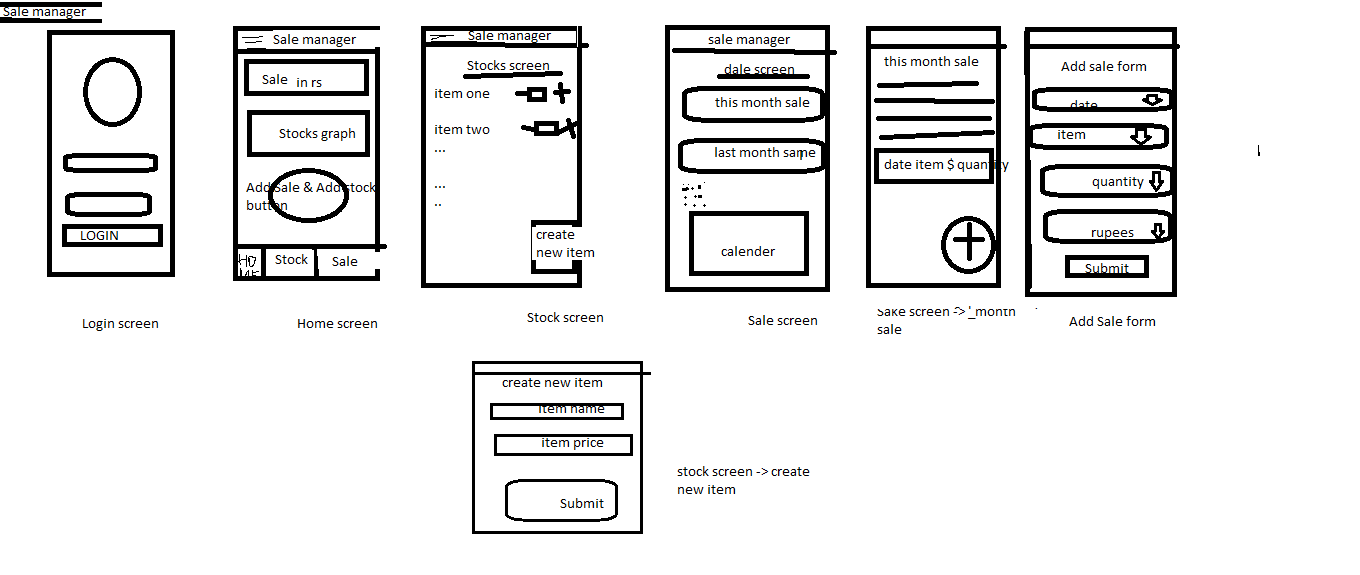 Sale manager
LOGIN
Login screen
Sale manager
Sale in rs
Stocks graph
Add Sale & Add stock
button
HOME
Stock
Sale
Home screen
Sale manager
Stocks screen
item one
item two
...
...
..
create
new item
Stock screen
sale manager
dale screen
this month sale
last month same
calender
Sale screen
this month sale
date item $ quantity
Sake screen -> '_month
sale
Add sale form
date
item
quantity
rupees
Submit
Add Sale form
create new item
item name
item price
Submit
stock screen -> create
new item